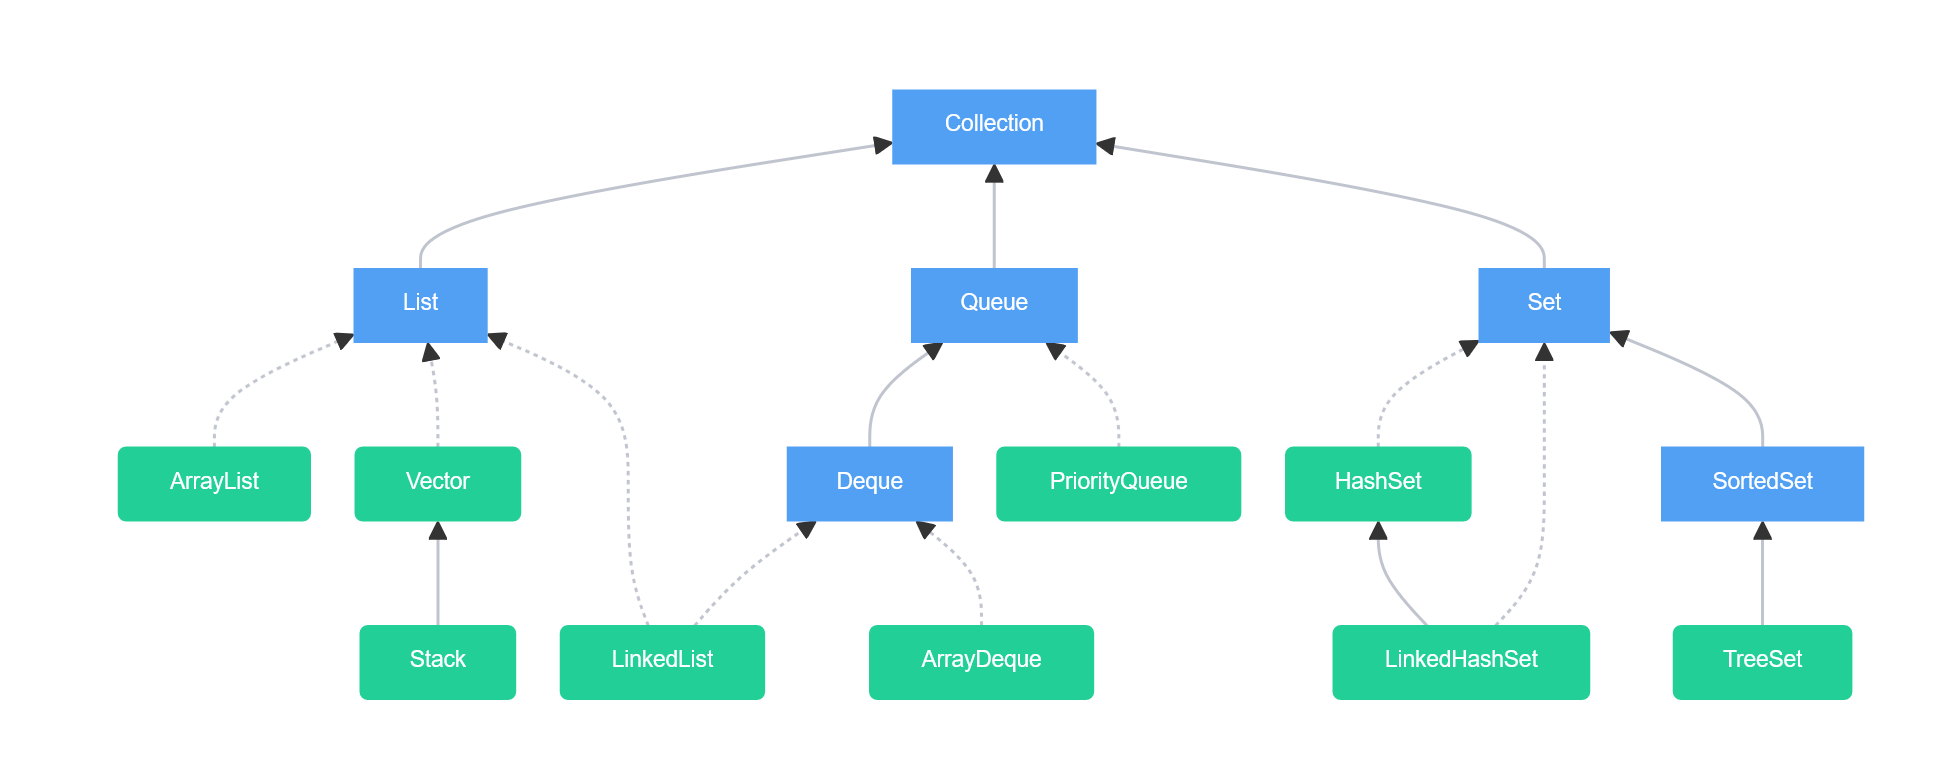 Collection
List
Queue
Set
ArrayList
Vector
Deque
PriorityQueue
HashSet
SortedSet
Stack
LinkedList
ArrayDeque
LinkedHashSet
TreeSet